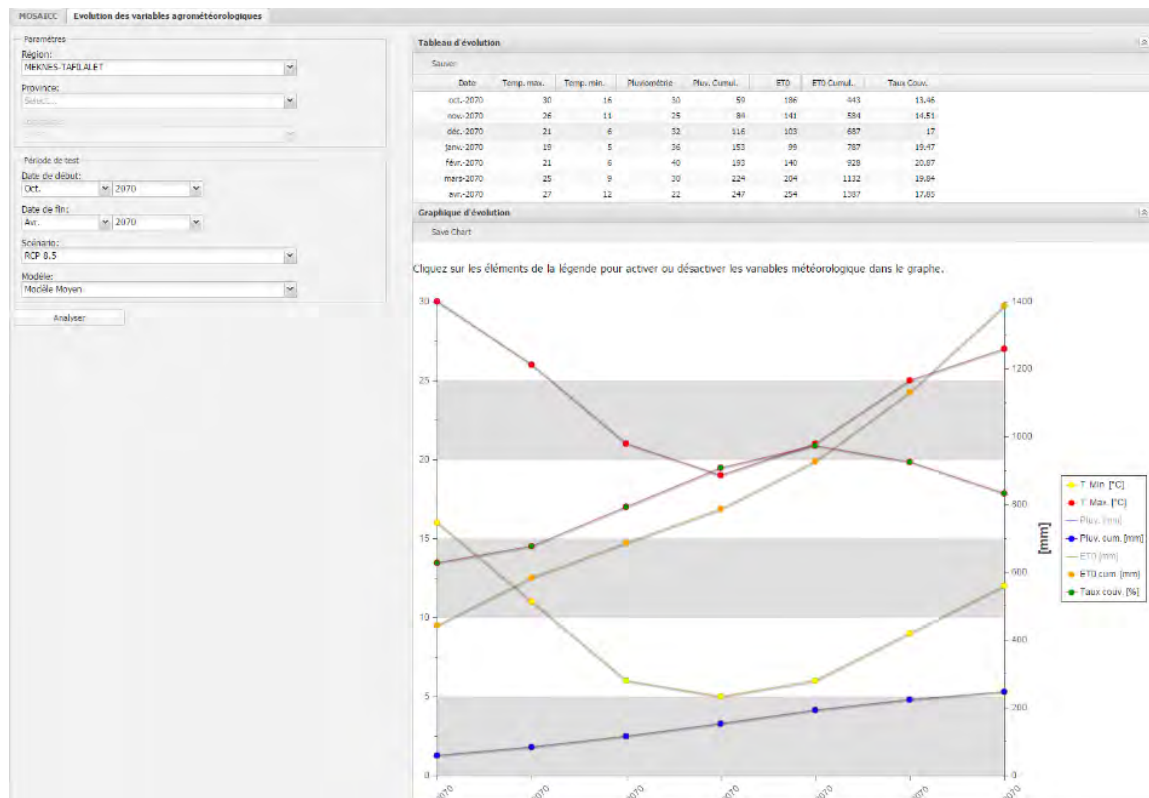 MOSAICC Evolution des variables agrométéorologiques
Paramètres
Région:
MEKNES-TAFILALET
Province:
Select...
Période de test
Date de début:
Oct. 2070
Date de fin:
Avr. 2070
Scénario:
RCP 8.5
Modèle:
Modèle Moyen
Analyser
Tableau d'évolution
Sauver
Date Temp. max. Temp. min. Pluviométrie Pluv. Cumul. ET0 ET0 Cumul. Taux Couv.
oct.-2070 30 16 30 59 186 443 13.46
nov.-2070 26 11 25 84 141 584 14.51
déc.-2070 21 6 32 116 103 687 17
janv.-2070 19 5 36 153 99 787 19.47
févr.-2070 21 6 40 193 140 928 20.87
mars-2070 25 9 30 224 204 1132 19.84
avr.-2070 27 12 22 247 254 1387 17.85
Graphique d'évolution
Save Chart
Cliquez sur les éléments de la légende pour activer ou désactiver les variables météorologique dans le graphe.
30 1400
1200
25
1000
20
800
15
600
10
400
5
200
0 0
[mm]
T. Min. [°C]
T. Max. [°C]
Pluv. [mm]
Pluv. cum. [mm]
ET0 [mm]
ET0 cum. [mm]
Taux couv. [%]